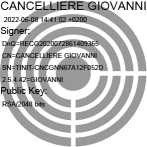 CANCELLIERE GIOVANNI
2022-06-08 14:41:02 +0200
Signer:
DnQ=RECG2020072861409365
CN=CANCELLIERE GIOVANNI
SN=TINIT-CNCGNN67A12F052D
2.5.4.42=GIOVANNI
Public Key:
RSA/2048 bits